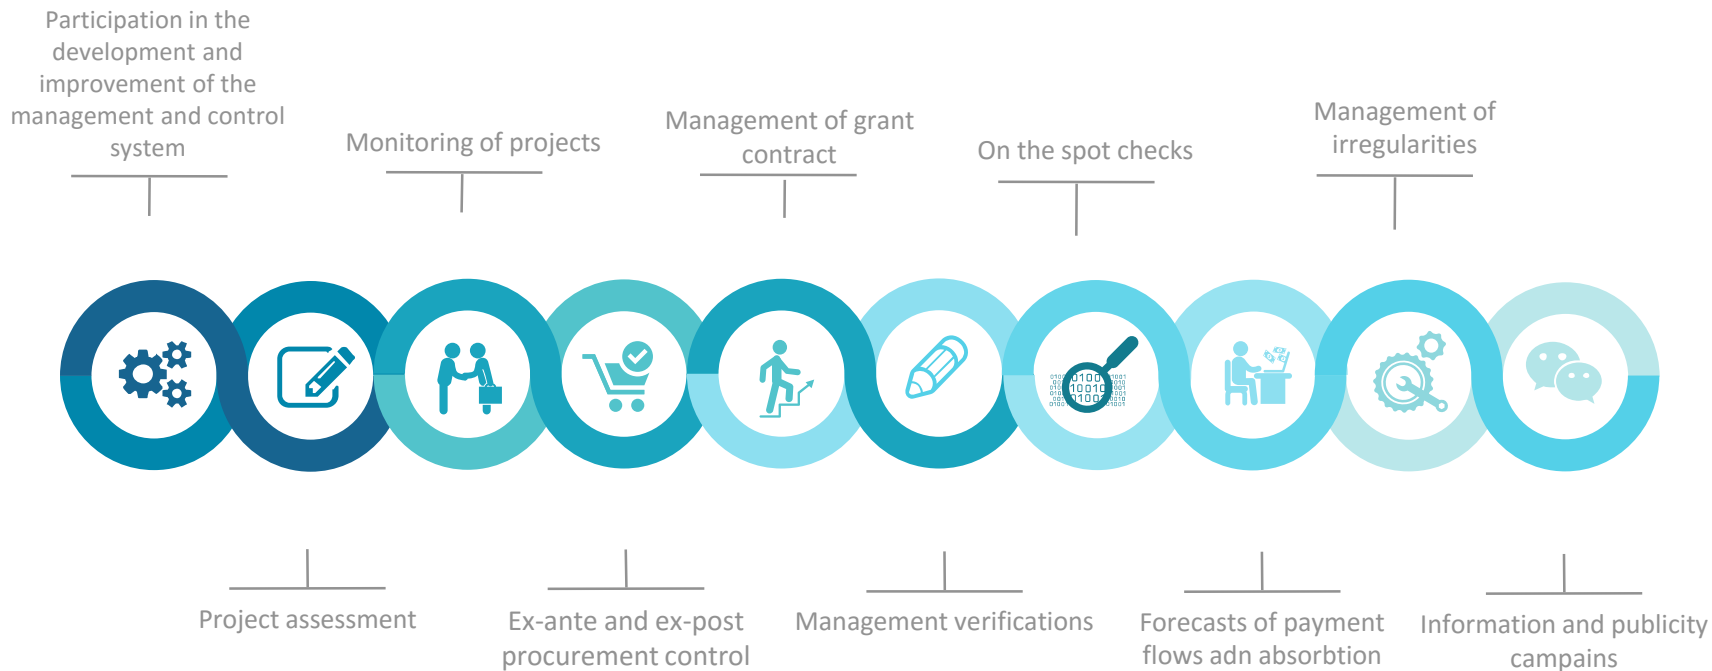 Participation in the
development and
improvement of the
management and control
system
Monitoring of projects
Management of grant
contract
On the spot checks
Management of
irregularities
Project assessment
Ex-ante and ex-post
procurement control
Management verifications
Forecasts of payment
flows adn absorbtion
Information and publicity
campains